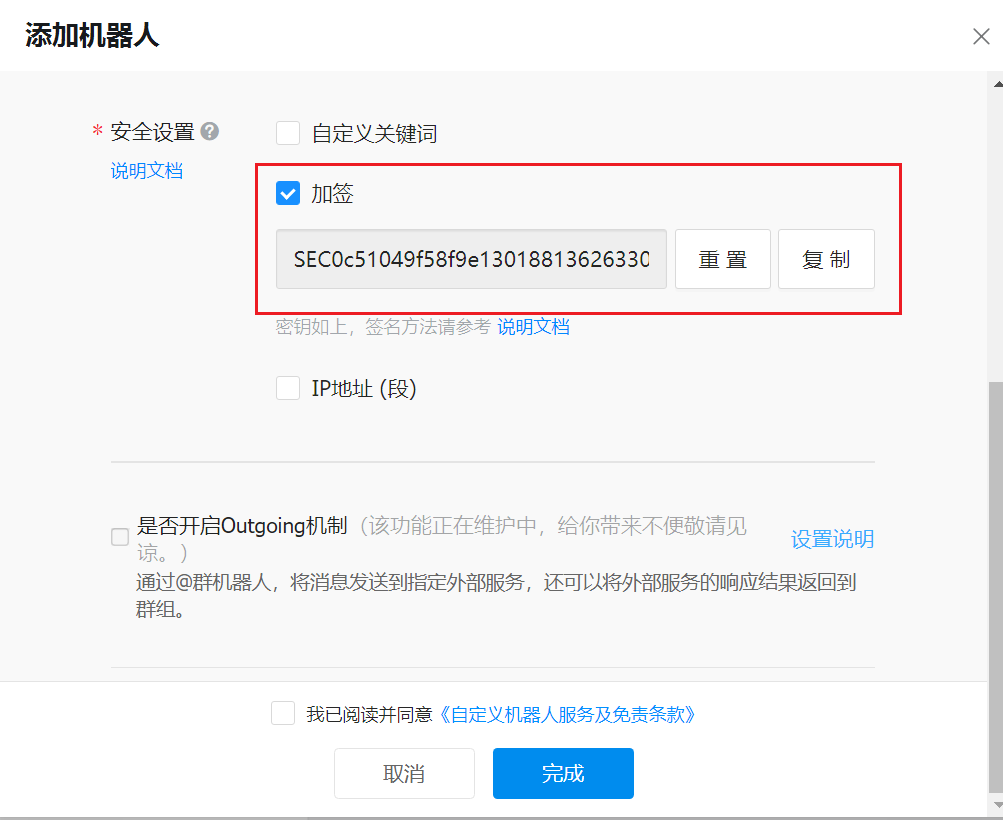 添加机器人
* 安全设置 ?
自定义关键词
说明文档
加签
SEC0c51049f58f9e13018813626330
重 置
复 制
密钥如上，签名方法请参考 说明文档
IP地址 (段)
是否开启Outgoing机制（该功能正在维护中，给你带来不便敬请见
谅。）
设置说明
通过@群机器人，将消息发送到指定外部服务，还可以将外部服务的响应结果返回到
群组。
我已阅读并同意《自定义机器人服务及免责条款》
取消
完成